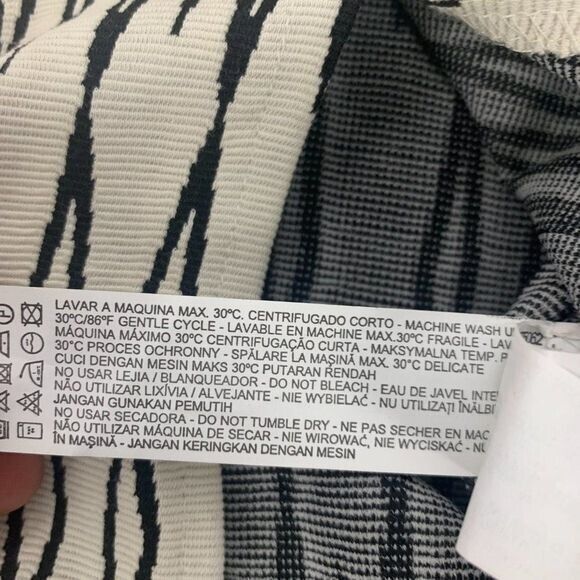 LAVAR A MAQUINA MAX. 30ºC. CENTRIFUGADO CORTO - MACHINE WASH
30ºC/86ºF GENTLE CYCLE - LAVABLE EN MACHINE MAX.30ºC FRAGILE - LAVAR
MÁQUINA MÁXIMO 30ºC CENTRIFUGAÇÃO CURTA - MAKSYMALNA TEMP.
30°C PROCES OCHRONNY - SPĂLARE LA MAŞINĂ MAX. 30°C DELICATE
CUCI DENGAN MESIN MAKS 30ºC PUTARAN RENDAH
NO USAR LEJIA / BLANQUEADOR - DO NOT BLEACH - EAU DE JAVEL
NÃO UTILIZAR LIXÍVIA / ALVEJANTE - NIE WYBIELAĆ - NU UTILIZAŢI
JANGAN GUNAKAN PEMUTIH
NO USAR SECADORA - DO NOT TUMBLE DRY - NE PAS SECHER EN
NÃO UTILIZAR MÁQUINA DE SECAR - NIE WIROWAĆ, NIE WYCISKAĆ -
ÎN MAŞINĂ - JANGAN KERINGKAN DENGAN MESIN